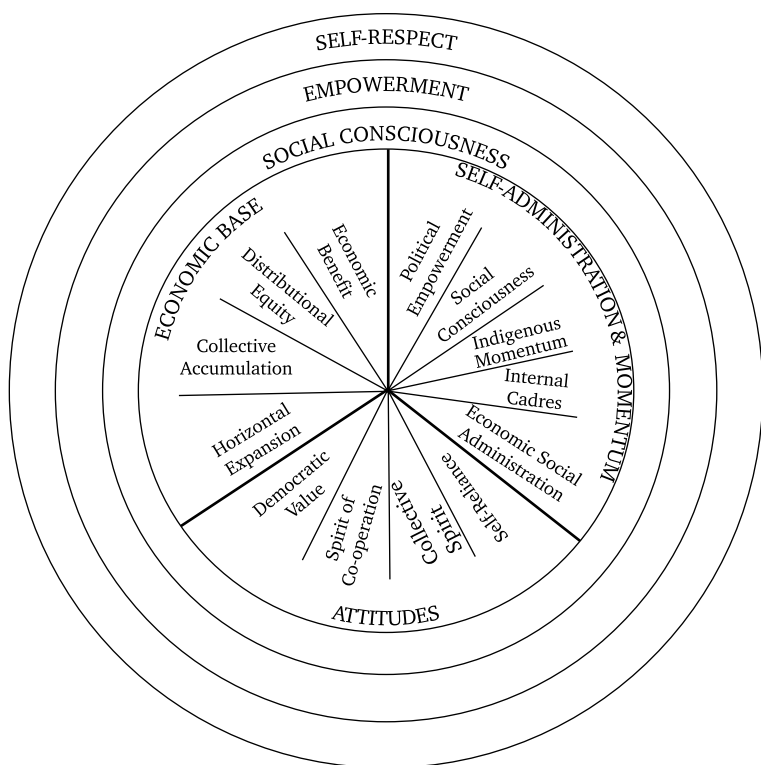 SELF-RESPECT
EMPOWERMENT
SOCIAL CONSCIOUSNESS
ECONOMIC BASE
SELF-ADMINISTRATION & MOMENTUM
ATTITUDES
Political
Empowerment
Social
Consciousness
Indigenous
Momentum
Internal
Cadres
Economic Social
Administration
Self-Reliance
Collective
Spirit
Spirit of
Co-operation
Democratic
Value
Horizontal
Expansion
Collective
Accumulation
Distributional
Equity
Economic
Benefit